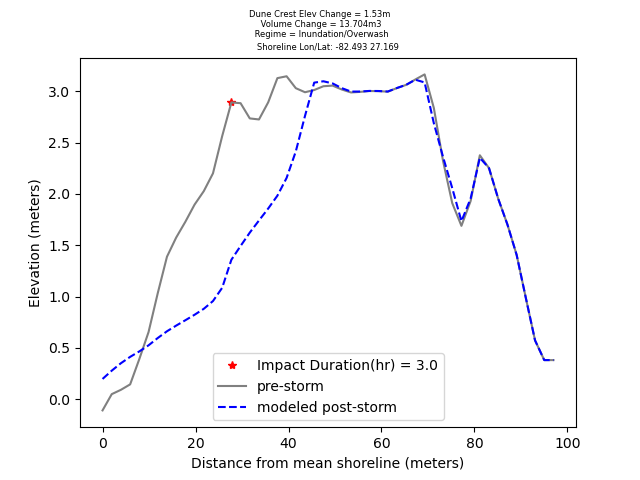 Dune Crest Elev Change = 1.53m
Volume Change = 13.704m3
Regime = Inundation/Overwash
Shoreline Lon/Lat: -82.493 27.169
3.0
2.5
2.0
1.5
1.0
0.5
0.0
Elevation (meters)
Impact Duration(hr) = 3.0
pre-storm
modeled post-storm
0 20 40 60 80 100
Distance from mean shoreline (meters)